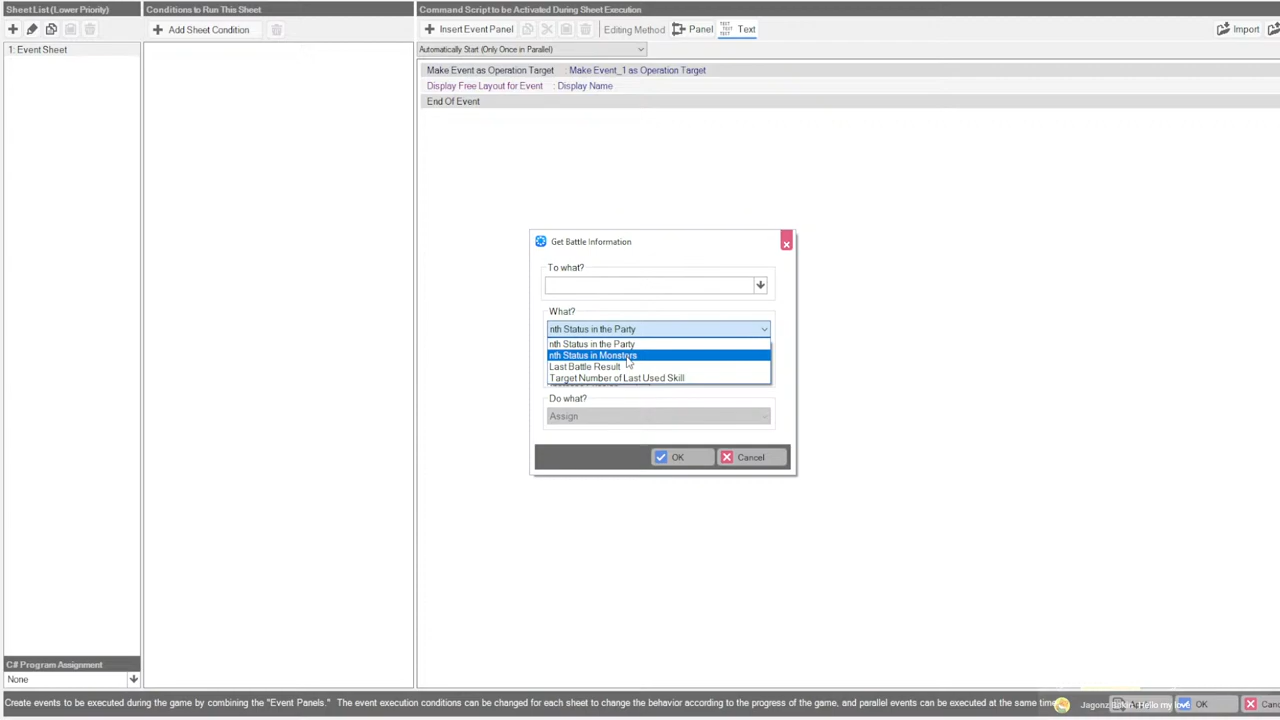 Sheet List (Lower Priority)
Conditions to Run This Sheet
Command Script to be Activated During Sheet Execution
Add Sheet Condition
Insert Event Panel
Editing Method
Panel
Text
Import
1: Event Sheet
Automatically Start (Only Once in Parallel)
Make Event as Operation Target : Make Event_1 as Operation Target
Display Free Layout for Event : Display Name
End Of Event
Get Battle Information
To what?
What?
nth Status in the Party
nth Status in the Party
nth Status in Monsters
Last Battle Result
Target Number of Last Used Skill
Do what?
Assign
OK
Cancel
C# Program Assignment
None
Create events to be executed during the game by combining the "Event Panels." The event execution conditions can be changed for each sheet to change the behavior according to the progress of the game, and parallel events can be executed at the same time
Hello my love
OK